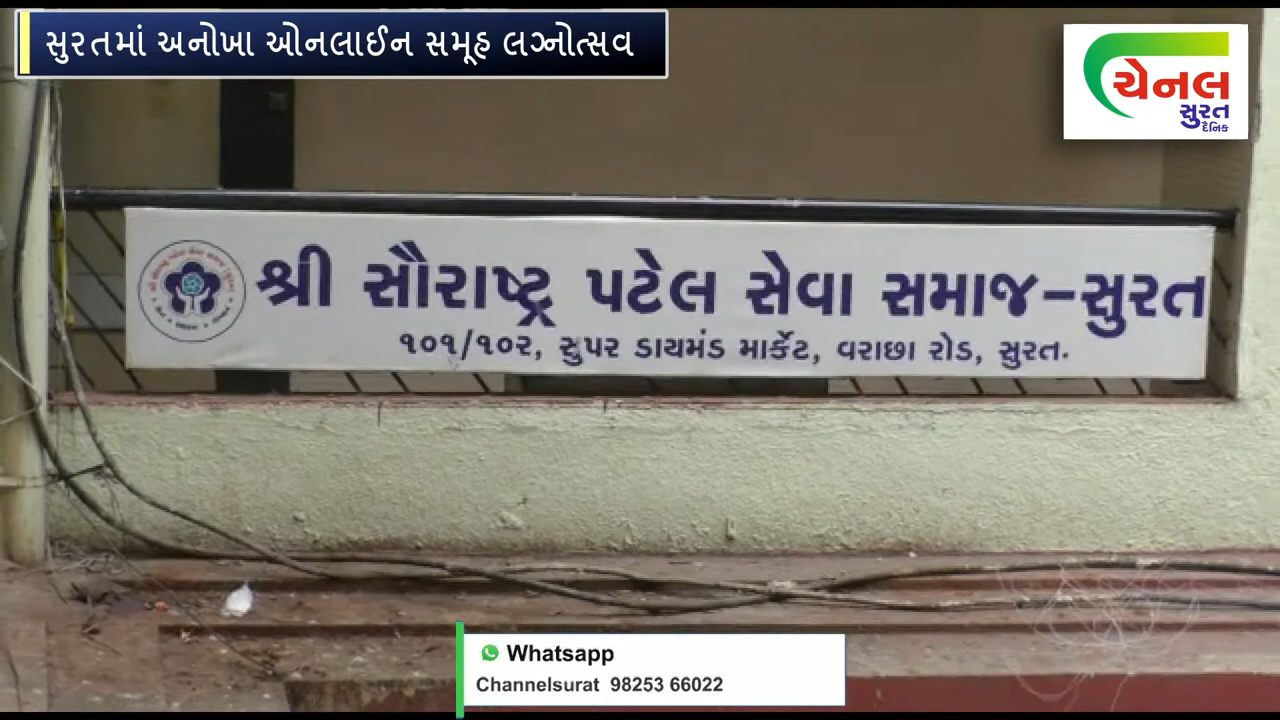 સુરતમાં અનોખા ઓનલાઈન સમૂહ લગ્નોત્સવ
ચેનલ
સુરત
દૈનિક
શ્રી સૌરાષ્ટ્ર પટેલ સેવા સમાજ-સુરત
૧૦૧/૧૦૨, સુપર ડાયમંડ માર્કેટ, વરાછા રોડ, સુરત.
Whatsapp
Channelsurat 98253 66022